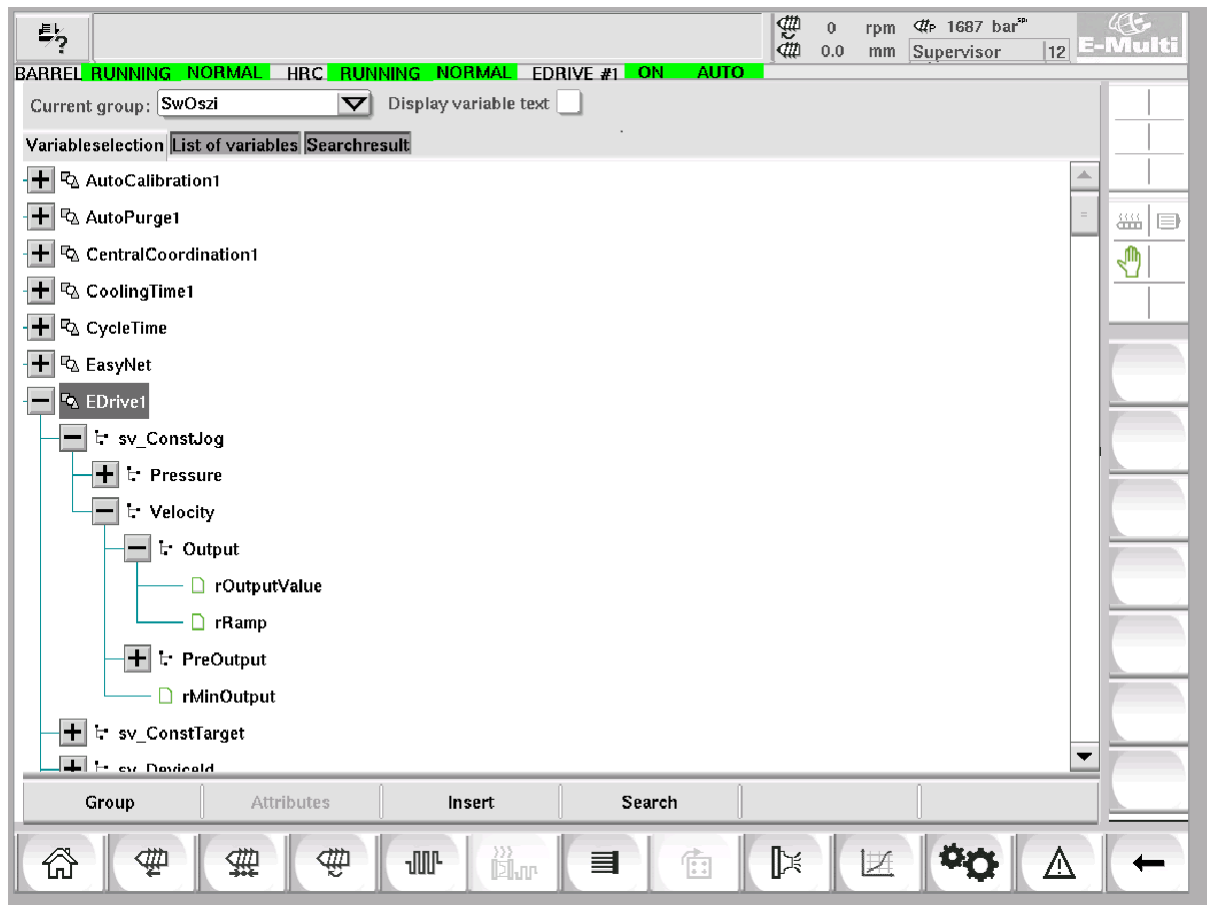 ?
0 rpm 1687 bar sp
0.0 mm Supervisor 12 E-Multi
BARREL RUNNING NORMAL HRC RUNNING NORMAL EDRIVE #1 ON AUTO
Current group: SwOszi Display variable text
Variableselection List of variables Searchresult
AutoCalibration1
AutoPurge1
CentralCoordination1
CoolingTime1
CycleTime
EasyNet
EDrive1
sv_ConstJog
Pressure
Velocity
Output
rOutputValue
rRamp
PreOutput
rMinOutput
sv_ConstTarget
sv_DeviceId
Group Attributes Insert Search